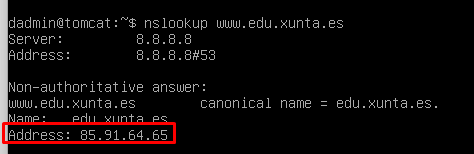 dadmin@tomcat:~$ nslookup www.edu.xunta.es
Server: 8.8.8.8
Address: 8.8.8.8#53
Non-authoritative answer:
www.edu.xunta.es canonical name = edu.xunta.es.
Name: edu.xunta.es
Address: 85.91.64.65